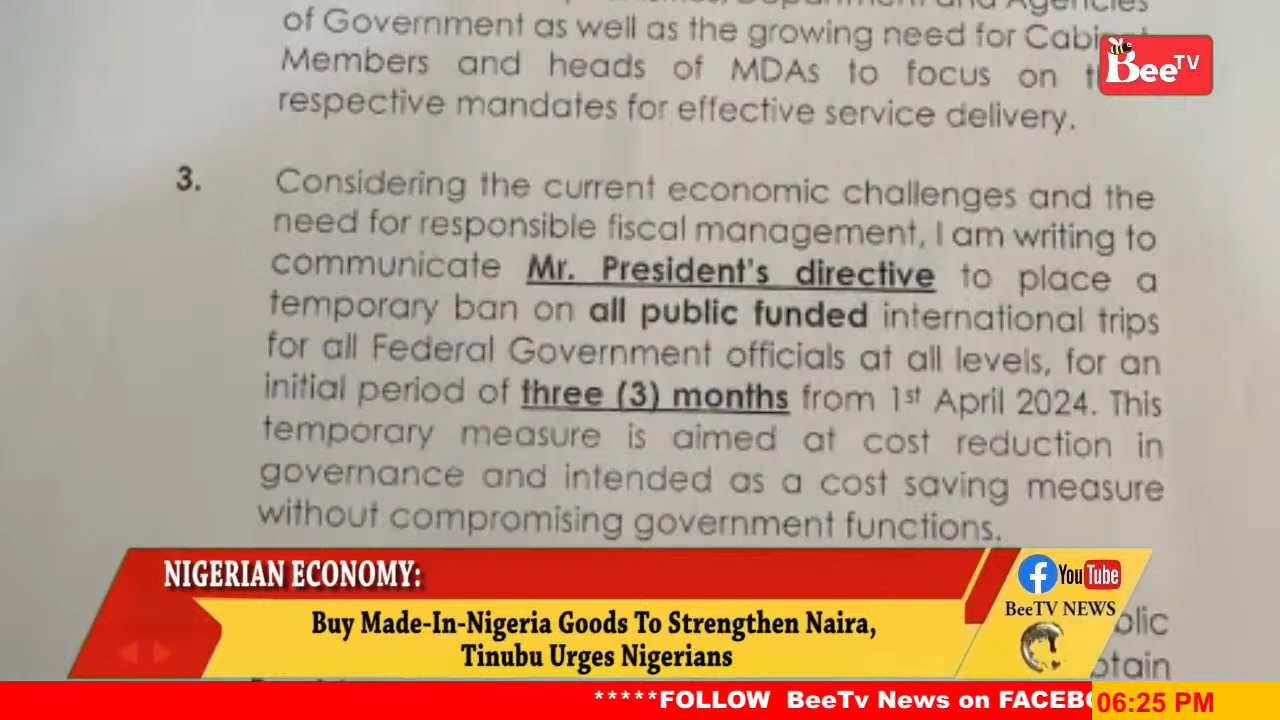 of Government as well as the growing need for
Members and heads of MDAs to focus on
respective mandates for effective service delivery.
BeeTV
3. Considering the current economic challenges and the
need for responsible fiscal management, I am writing to
communicate Mr. President's directive to place a
temporary ban on all public funded international trips
for all Federal Government officials at all levels, for an
initial period of three (3) months from 1st April 2024. This
temporary measure is aimed at cost reduction in
governance and intended as a cost saving measure
without compromising government functions.
NIGERIAN ECONOMY:
Buy Made-In-Nigeria Goods To Strengthen Naira,
Tinubu Urges Nigerians
f YouTube
BeeTV NEWS
*****FOLLOW BeeTv News on
06:25 PM